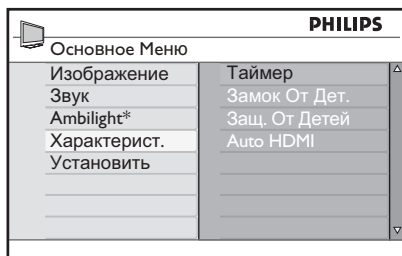 PHILIPS
Основное Меню
Изображение
Звук
Ambilight*
Характерист.
Установить
Таймер
Замок От Дет.
Защ. От Детей
Auto HDMI